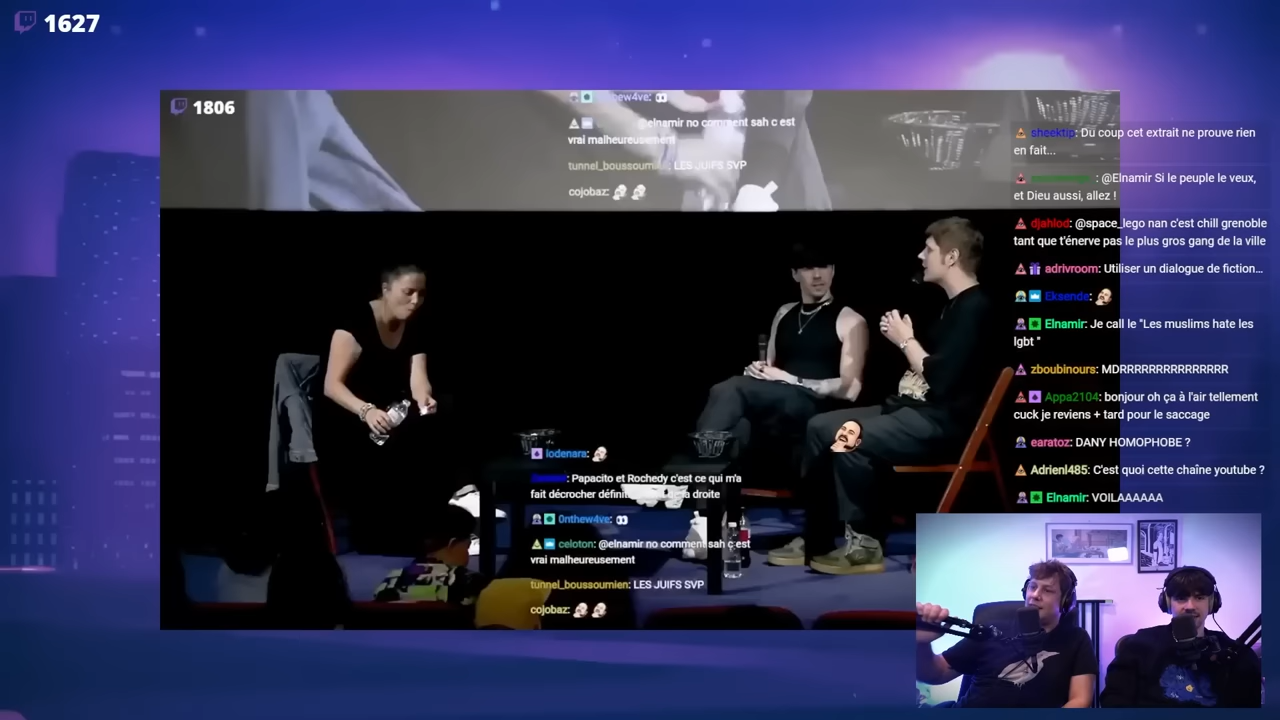 1627
1806
@elnamir no comment sah c est
vrai malheureusement
LES JUIFS SVP
cojobaz:
sheektip: Du coup cet extrait ne prouve rien
en fait...
: @Elnamir Si le peuple le veux,
et Dieu aussi, allez !
djahlod: @space_lego nan c'est chill grenoble
tant que t'énerve pas le plus gros gang de la ville
adrivroom: Utiliser un dialogue de fiction...
Eksende:
Elnamir: Je call le "Les muslims hate les
lgbt "
zboubinours: MDRRRRRRRRRRRRRRR
Appa2104: bonjour oh ça à l'air tellement
cuck je reviens + tard pour le saccage
earatoz: DANY HOMOPHOBE ?
Adrienl485: C'est quoi cette chaîne youtube ?
Elnamir: VOILAAAAAA
lodenara:
: Papacito et Rochedy c'est ce qui m'a
fait décrocher la droite
0nthew4ve:
celoton: @elnamir no comment sah c est
vrai malheureusement
tunnel_boussoumien: LES JUIFS SVP
cojobaz: